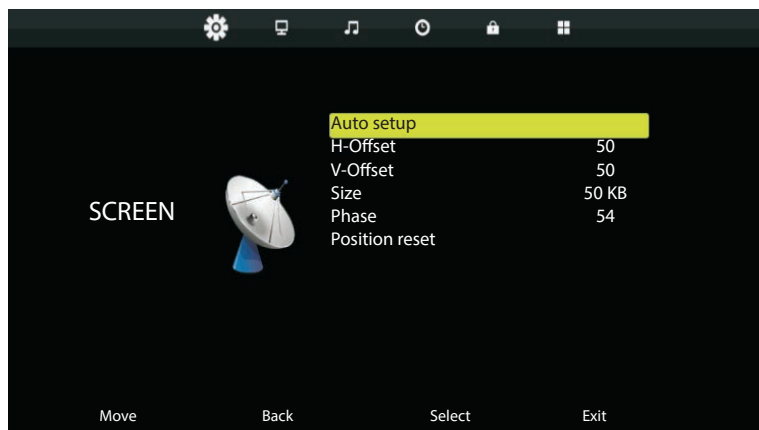 Auto setup
H-Offset 50
V-Offset 50
Size 50 KB
Phase 54
Position reset
SCREEN
Move Back Select Exit